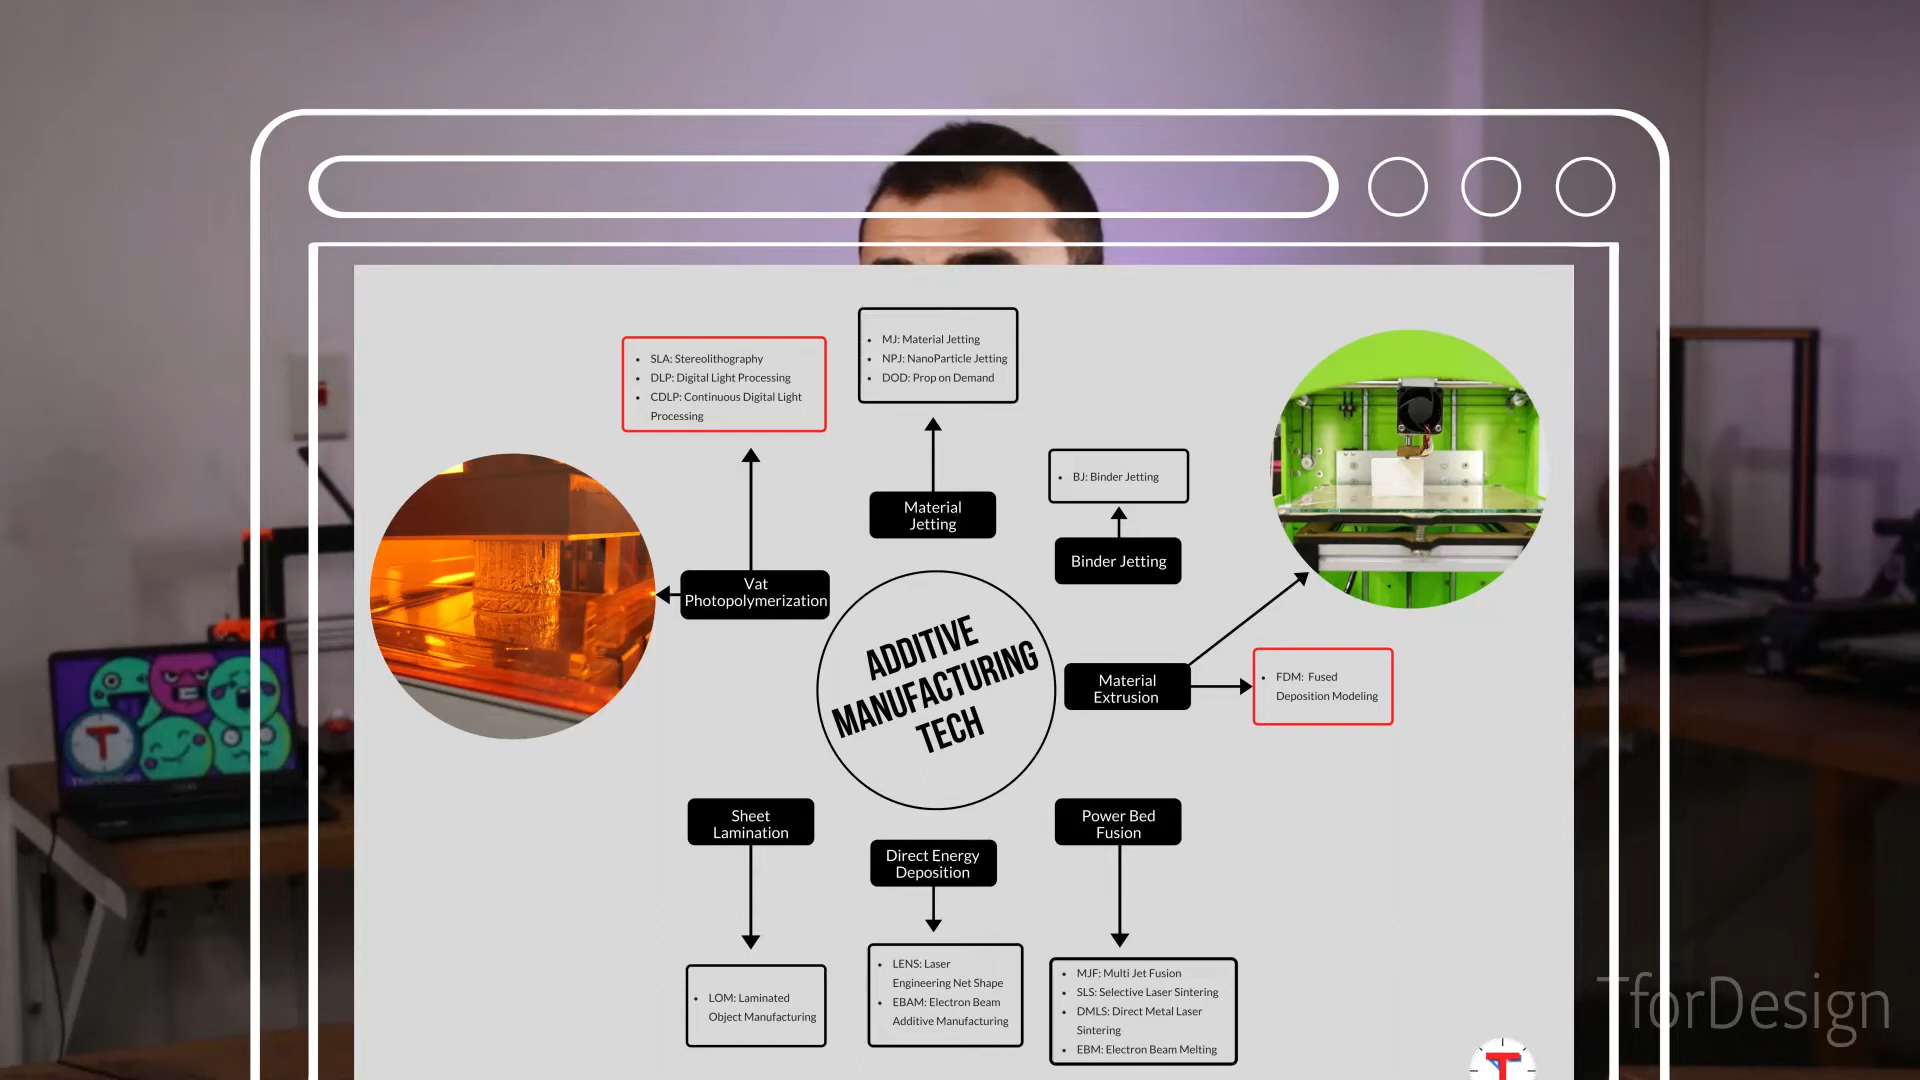 MJ: Material Jetting
NPJ: NanoParticle Jetting
DOD: Prop on Demand
SLA: Stereolithography
DLP: Digital Light Processing
CDLP: Continuous Digital Light
Processing
BJ: Binder Jetting
Material
Jetting
Binder Jetting
Vat
Photopolymerization
ADDITIVE
MANUFACTURING
TECH
Material
Extrusion
FDM: Fused
Deposition Modeling
Sheet
Lamination
Direct Energy
Deposition
Power Bed
Fusion
LOM: Laminated
Object Manufacturing
LENS: Laser
Engineering Net Shape
EBAM: Electron Beam
Additive Manufacturing
MJF: Multi Jet Fusion
SLS: Selective Laser Sintering
DMLS: Direct Metal Laser
Sintering
EBM: Electron Beam Melting
TforDesign
T
T